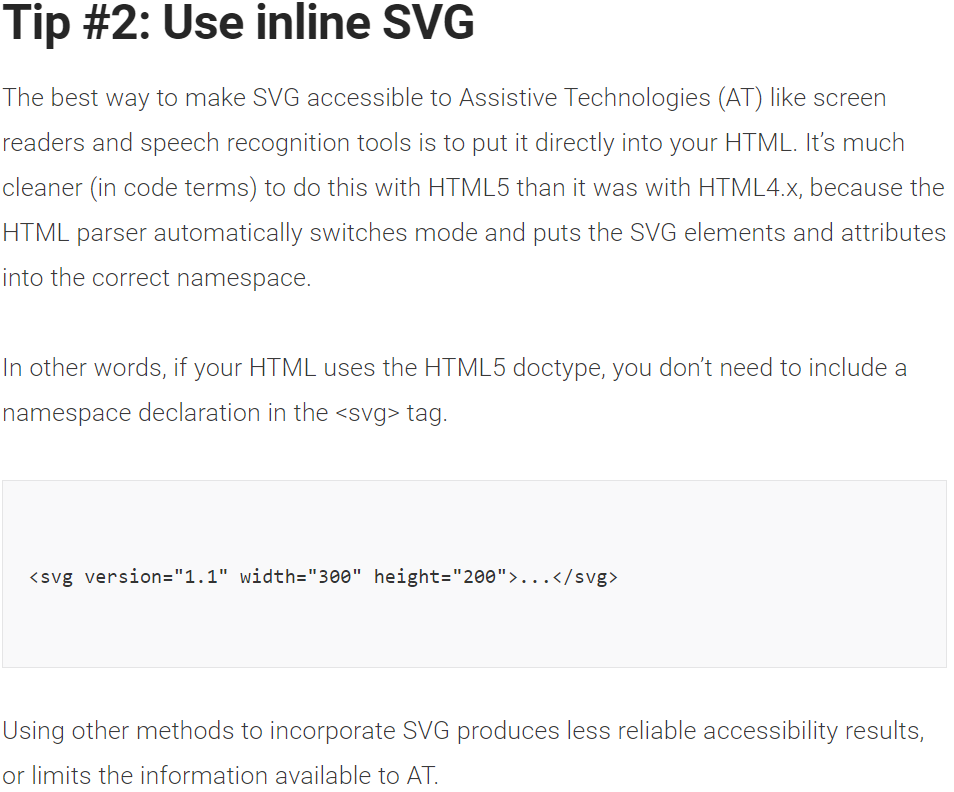 Tip #2: Use inline SVG
The best way to make SVG accessible to Assistive Technologies (AT) like screen
readers and speech recognition tools is to put it directly into your HTML. It’s much
cleaner (in code terms) to do this with HTML5 than it was with HTML4.x, because the
HTML parser automatically switches mode and puts the SVG elements and attributes
into the correct namespace.
In other words, if your HTML uses the HTML5 doctype, you don’t need to include a
namespace declaration in the <svg> tag.
<svg version="1.1" width="300" height="200">...</svg>
Using other methods to incorporate SVG produces less reliable accessibility results,
or limits the information available to AT.